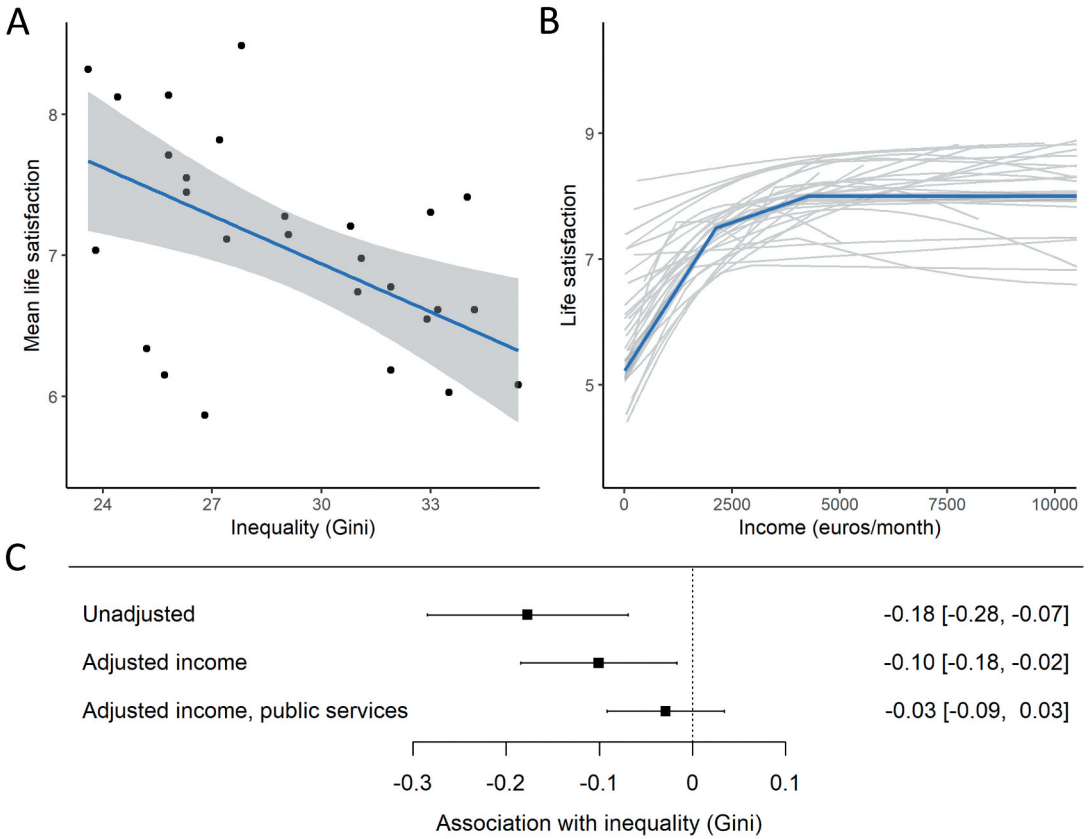 A
Mean life satisfaction
8
7
6
24 27 30 33
Inequality (Gini)
B
Life satisfaction
9
7
5
0 2500 5000 7500 10000
Income (euros/month)
C
Unadjusted -0.18 [-0.28, -0.07]
Adjusted income -0.10 [-0.18, -0.02]
Adjusted income, public services -0.03 [-0.09, 0.03]
-0.3 -0.2 -0.1 0 0.1
Association with inequality (Gini)